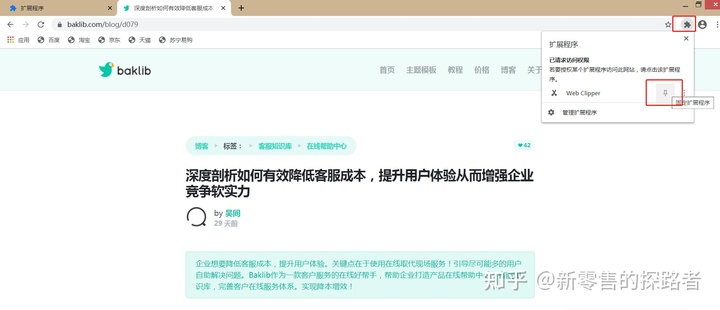 扩展程序
深度剖析如何有效降低客服成本
baklib.com/blog/d079
应用 百度 淘宝 京东 天猫 苏宁易购
扩展程序
已请求访问权限
若要授权某个扩展程序访问此网站，请点击该扩展程序。
Web Clipper
管理扩展程序
baklib
首页 主题模板 教程 价格 博客 关于
博客 > 标签： > 客服知识库 > 在线帮助中心
42
深度剖析如何有效降低客服成本，提升用户体验从而增强企业
竞争软实力
by 吴间
29 天前
企业想要降低客服成本，提升用户体验。关键点在于使用在线取代现场服务！引导尽可能多的用户
自助解决问题。Baklib作为一款客户服务的在线好帮手，帮助企业打造产品在线帮助中
识库，完善客户在线服务体系。实现降本增效！
知乎 @新零售的探路者